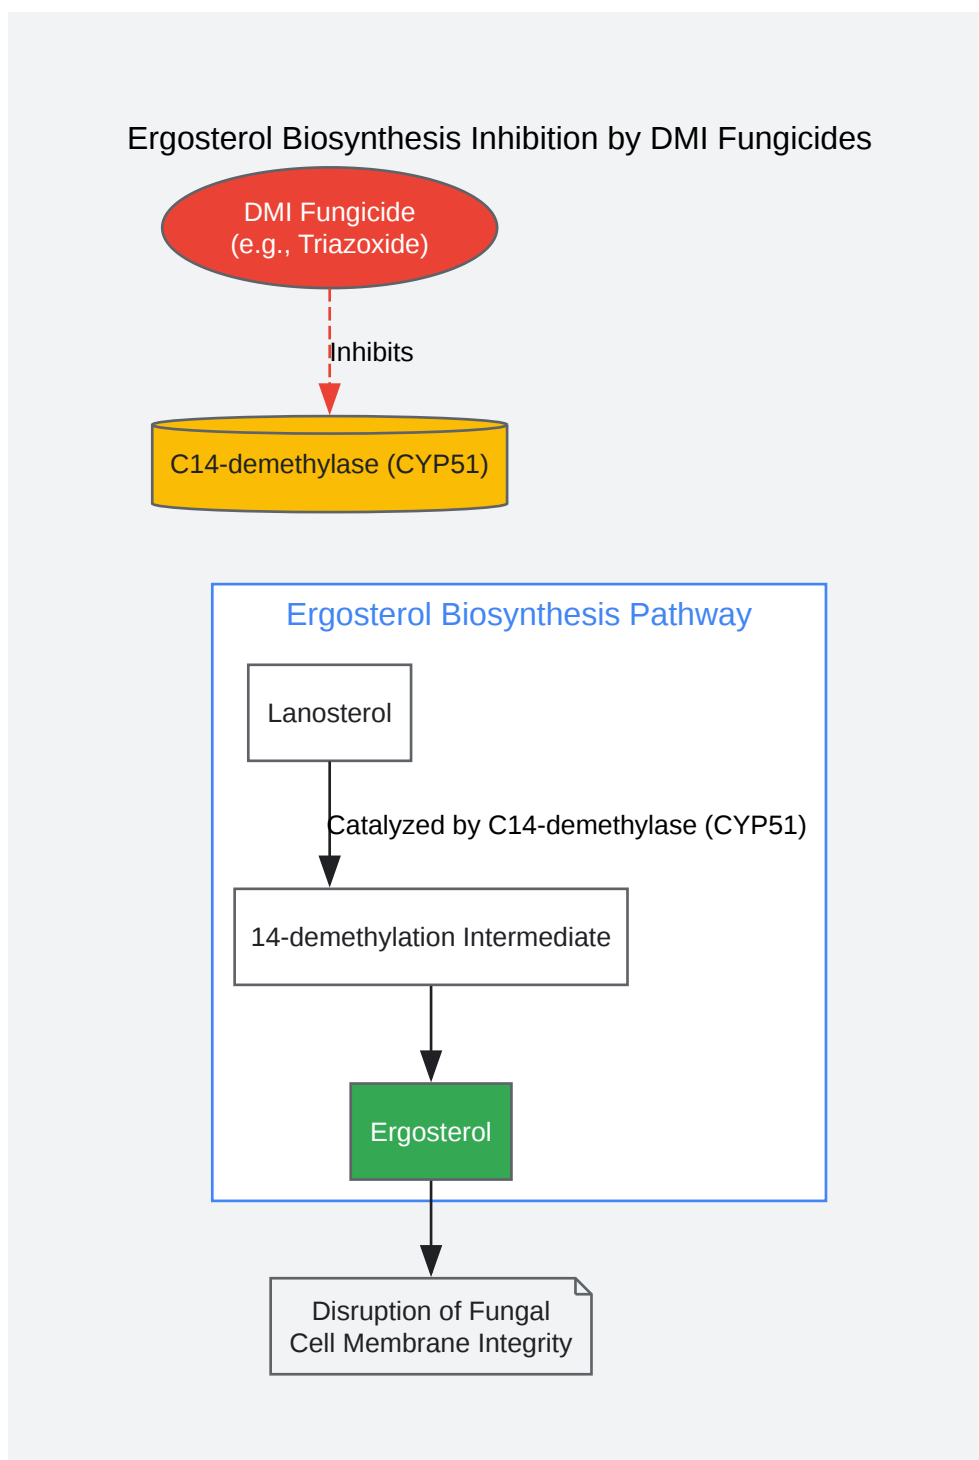 Ergosterol Biosynthesis Inhibition by DMI Fungicides
DMI Fungicide
(e.g., Triazoxide)
Inhibits
C14-demethylase (CYP51)
Ergosterol Biosynthesis Pathway
Lanosterol
Catalyzed by C14-demethylase (CYP51)
14-demethylation Intermediate
Ergosterol
Disruption of Fungal
Cell Membrane Integrity